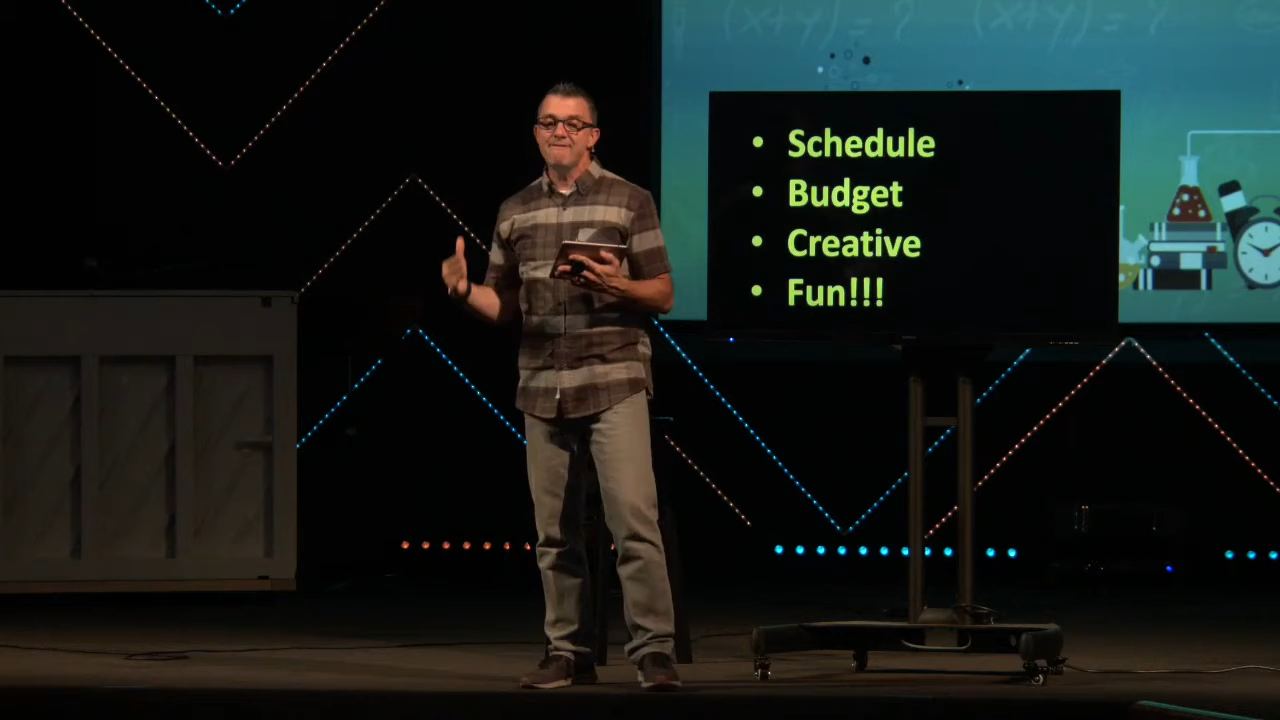 (x+y) = ?
(x+y) = ?
• Schedule
• Budget
• Creative
• Fun!!!